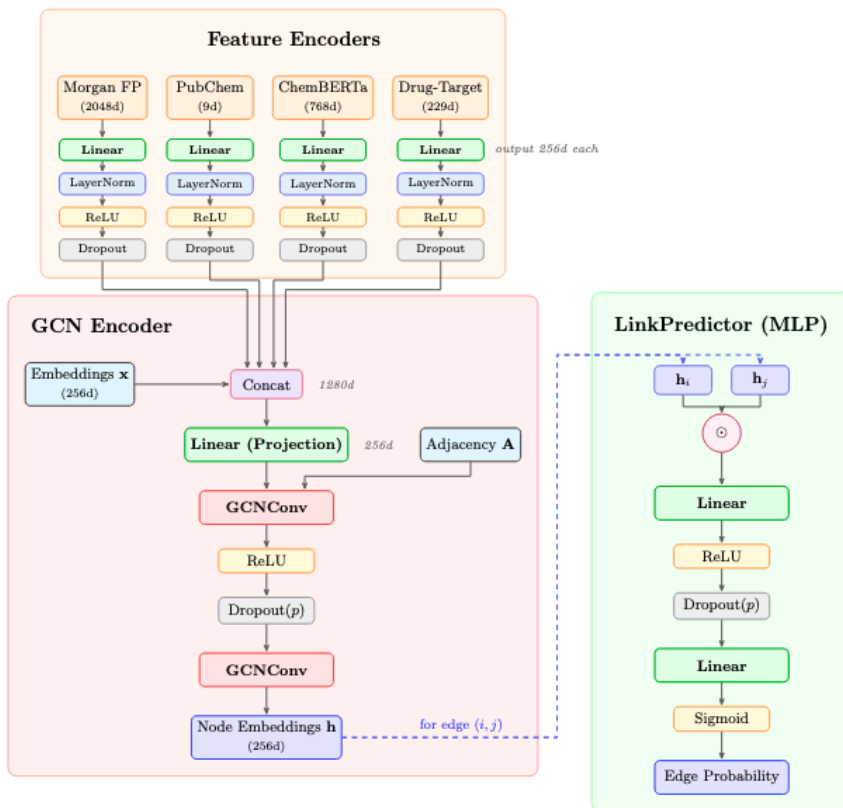 Feature Encoders
Morgan FP
(2048d)
PubChem
(9d)
ChemBERTa
(768d)
Drug-Target
(229d)
Linear
Linear
Linear
Linear
output 256d each
LayerNorm
LayerNorm
LayerNorm
LayerNorm
ReLU
ReLU
ReLU
ReLU
Dropout
Dropout
Dropout
Dropout
GCN Encoder
Embeddings x
(256d)
Concat
1280d
Linear (Projection)
256d
Adjacency A
GCNConv
ReLU
Dropout(p)
GCNConv
Node Embeddings h
(256d)
for edge (i, j)
LinkPredictor (MLP)
h_i
h_j
⊙
Linear
ReLU
Dropout(p)
Linear
Sigmoid
Edge Probability